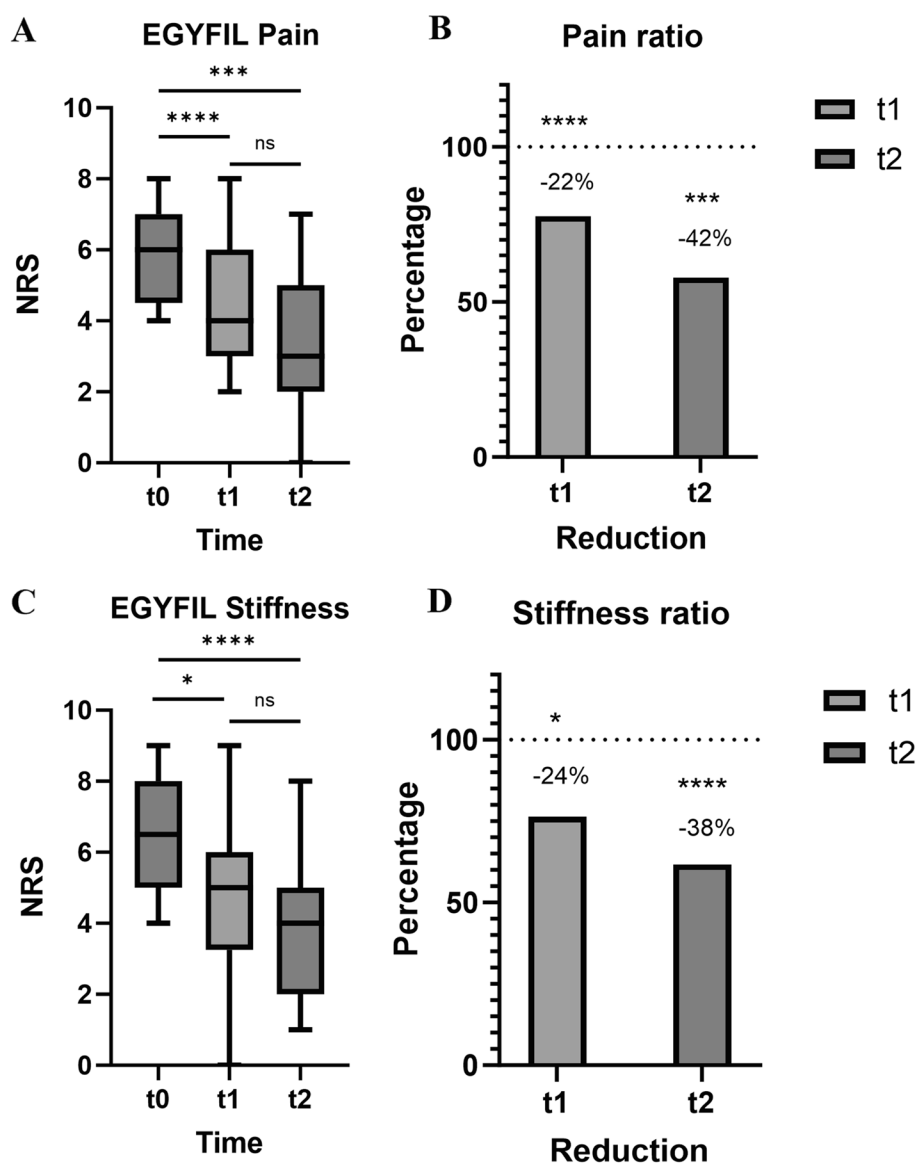 A
EGYFIL Pain
***
****
ns
10
8
6
4
2
0
NRS
t0 t1 t2
Time
B
Pain ratio
****
100
-22%
***
-42%
50
0
Percentage
t1 t2
Reduction
t1
t2
C
EGYFIL Stiffness
****
*
ns
10
8
6
4
2
0
NRS
t0 t1 t2
Time
D
Stiffness ratio
*
100
-24%
****
-38%
50
0
Percentage
t1 t2
Reduction
t1
t2